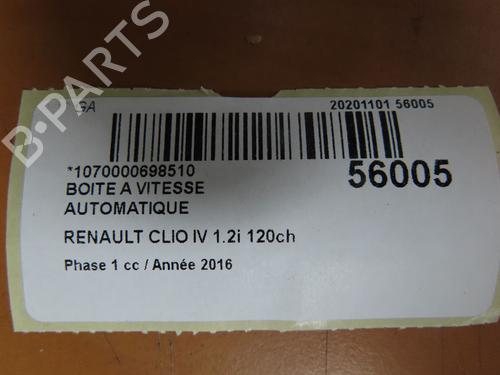 GA
20201101 56005
*1070000698510
56005
BOITE A VITESSE
AUTOMATIQUE
RENAULT CLIO IV 1.2i 120ch
Phase 1 cc / Année 2016
B-PARTS